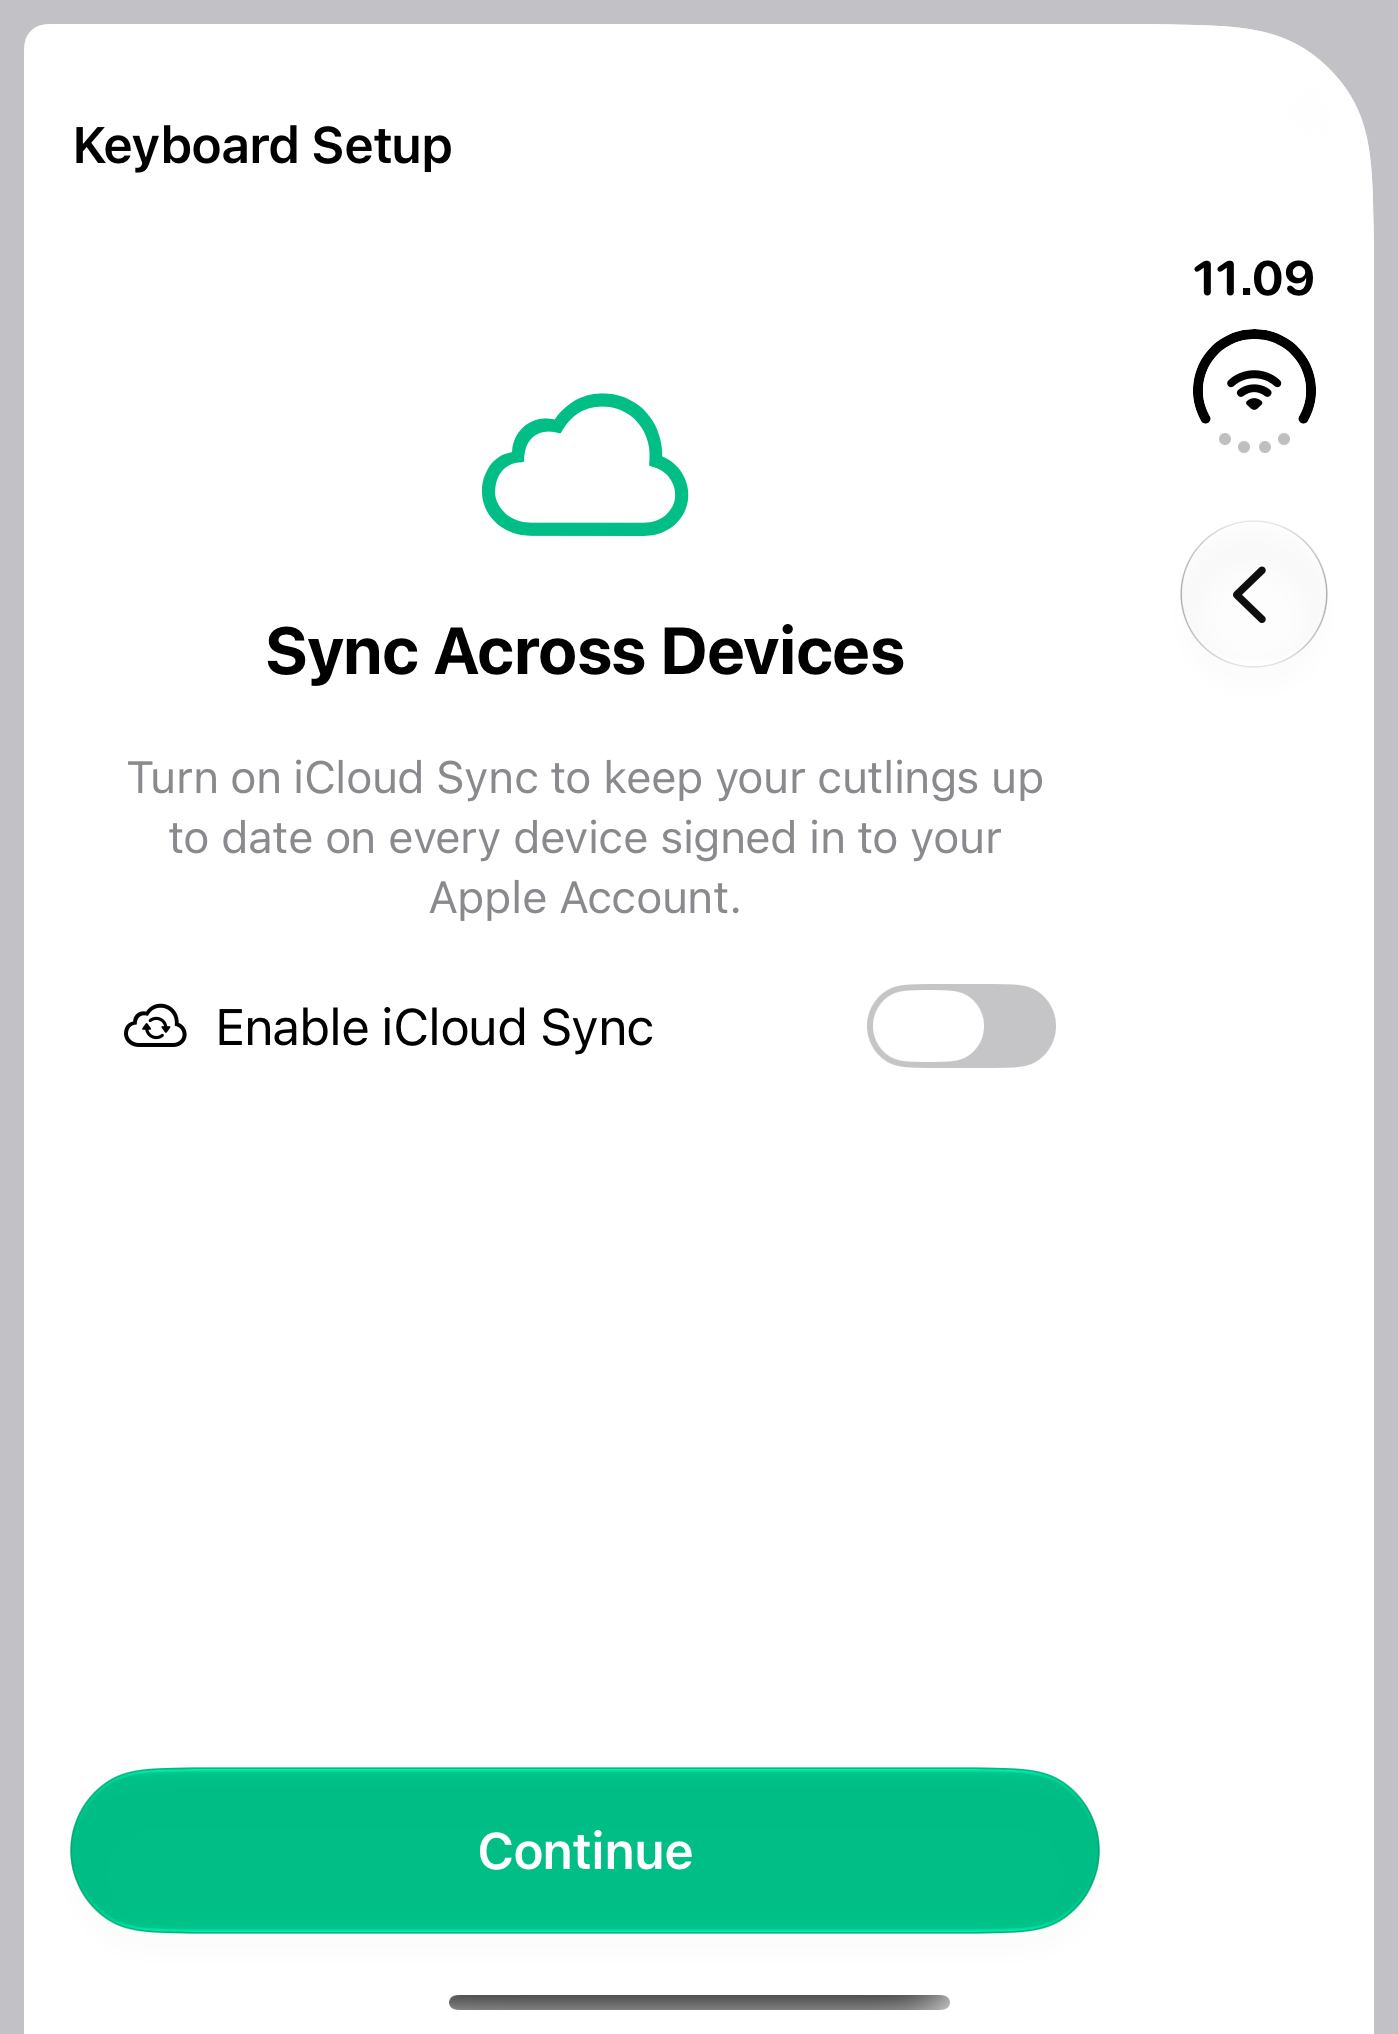 Keyboard Setup
11.09
Sync Across Devices
Turn on iCloud Sync to keep your cutlings up
to date on every device signed in to your
Apple Account.
Enable iCloud Sync
Continue